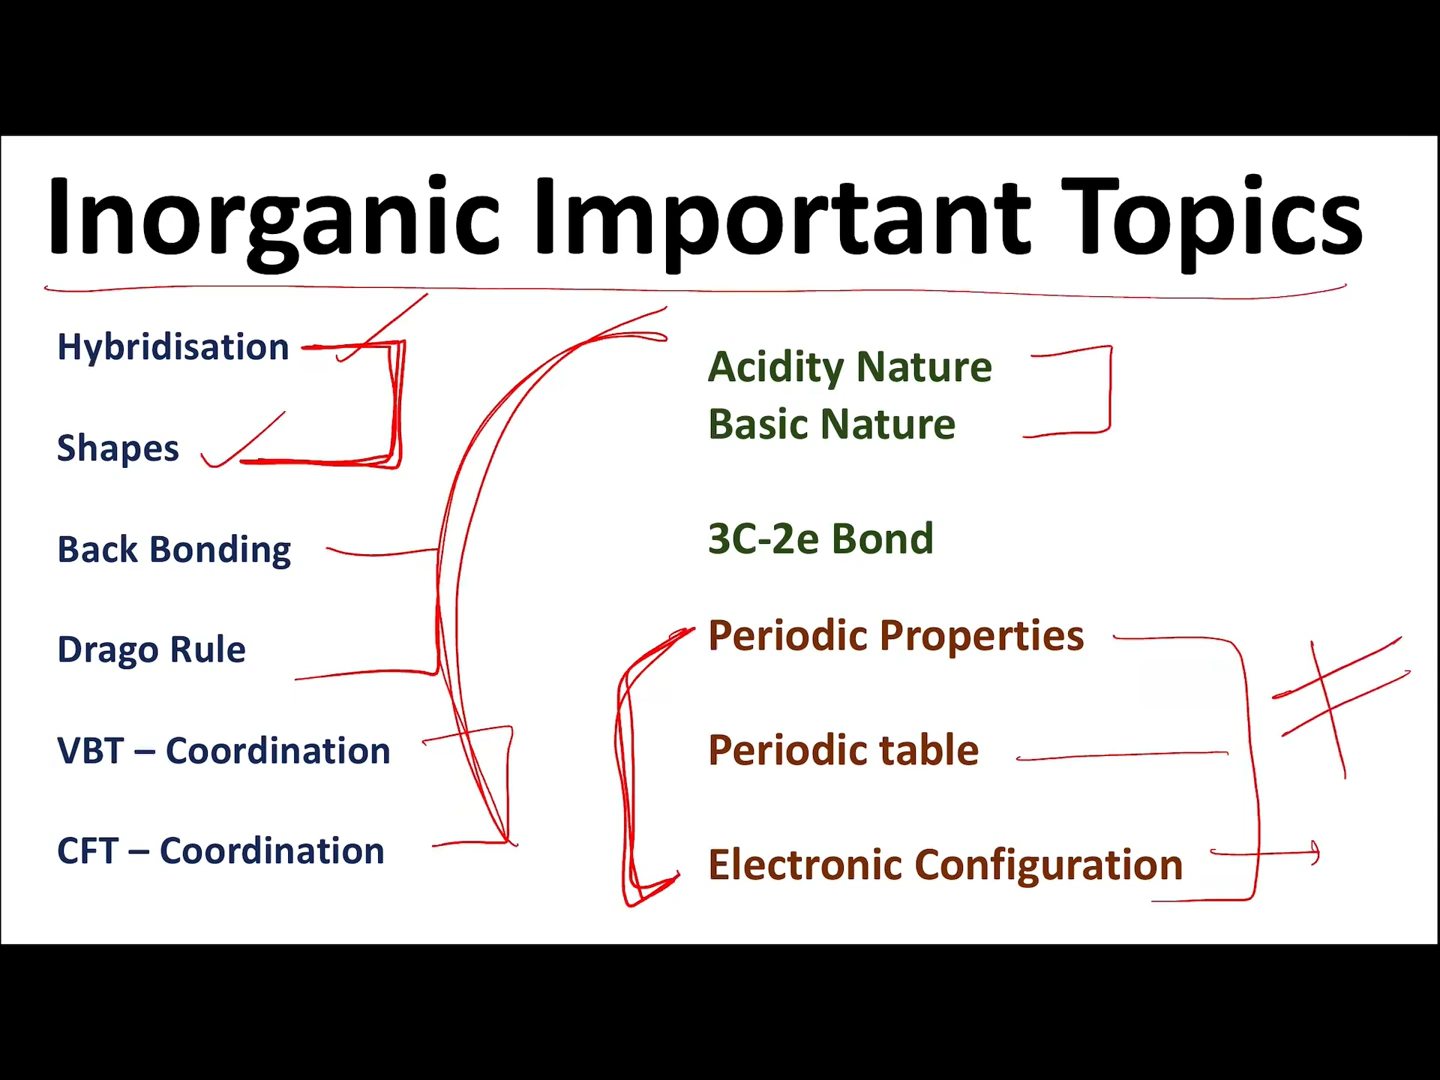 Inorganic Important Topics
Hybridisation
Shapes
Back Bonding
Drago Rule
VBT – Coordination
CFT – Coordination
Acidity Nature
Basic Nature
3C-2e Bond
Periodic Properties
Periodic table
Electronic Configuration